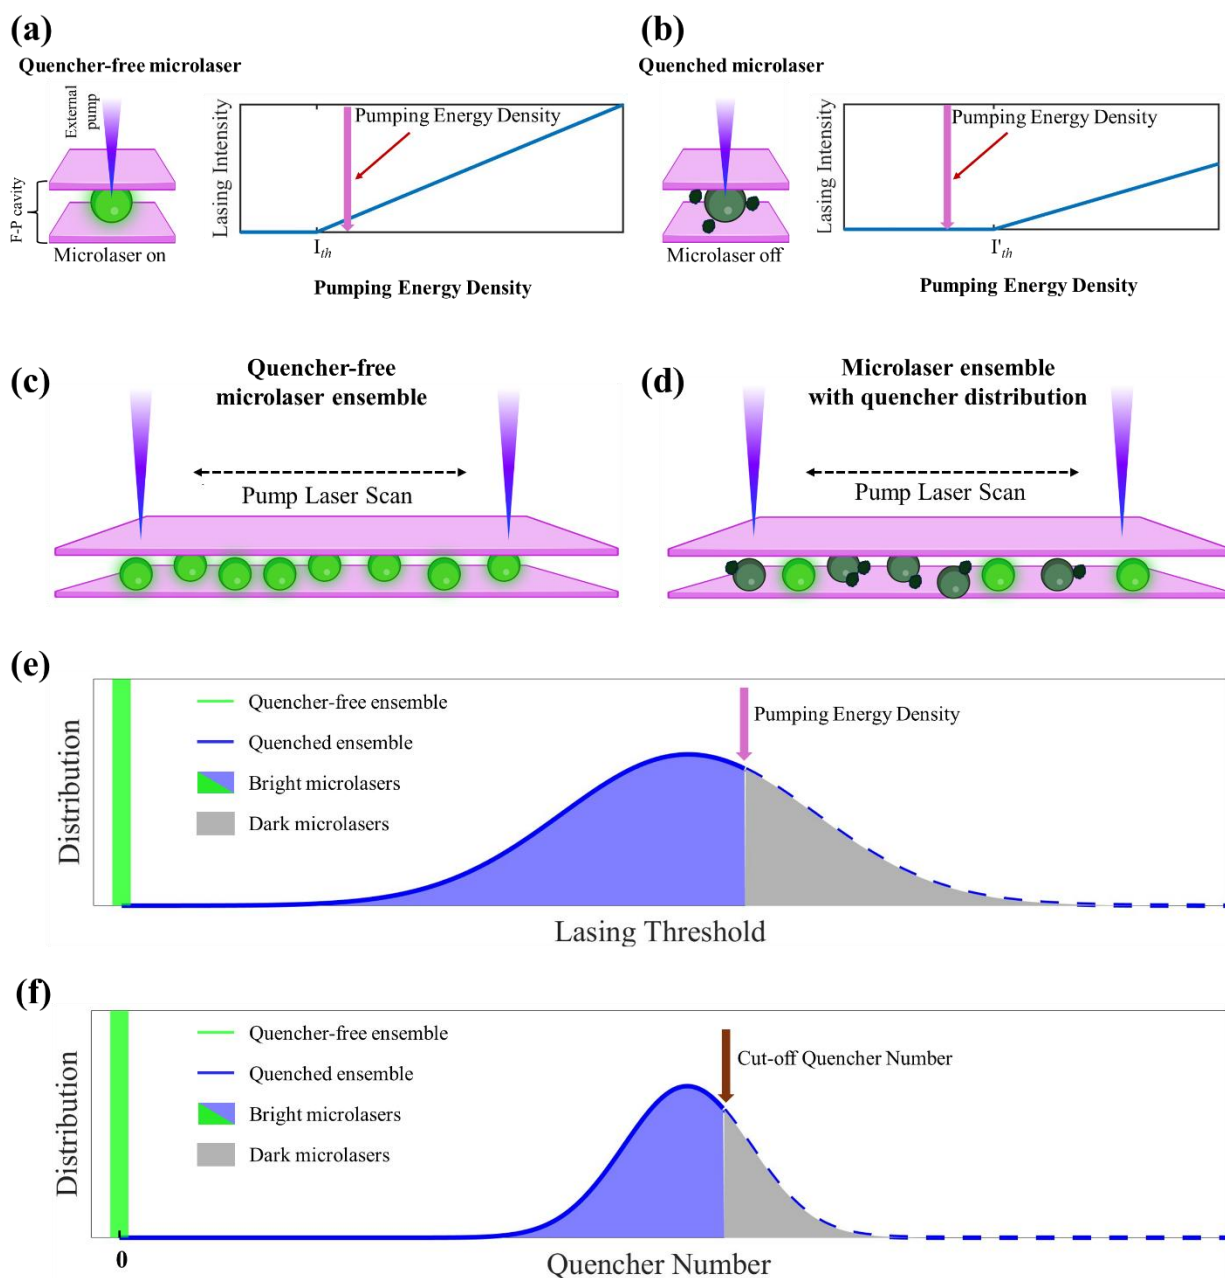 (a)
Quencher-free microlaser
External
pump
F-P cavity
Microlaser on
Lasing Intensity
Pumping Energy Density
I_th
Pumping Energy Density
(b)
Quenched microlaser
Microlaser off
Lasing Intensity
Pumping Energy Density
I'_th
Pumping Energy Density
(c)
Quencher-free
microlaser ensemble
Pump Laser Scan
(d)
Microlaser ensemble
with quencher distribution
Pump Laser Scan
(e)
Distribution
Quencher-free ensemble
Quenched ensemble
Bright microlasers
Dark microlasers
Pumping Energy Density
Lasing Threshold
(f)
Distribution
Quencher-free ensemble
Quenched ensemble
Bright microlasers
Dark microlasers
Cut-off Quencher Number
0
Quencher Number